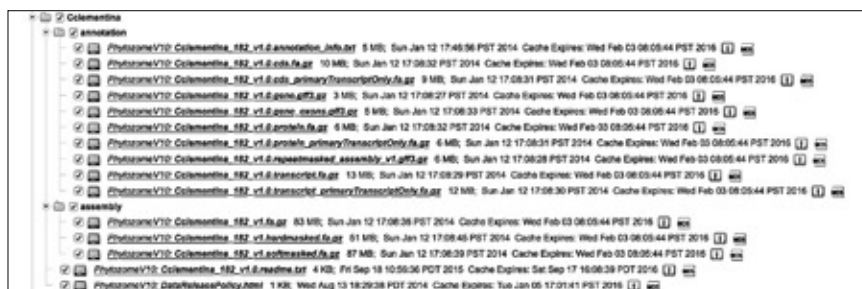 Cclementina
annotation
PhytozomeV10: Cclementina_182_v1.0.annotation_info.txt 5 MB; Sun Jan 12 17:46:56 PST 2014 Cache Expires: Wed Feb 03 08:05:44 PST 2016
PhytozomeV10: Cclementina_182_v1.0.cds.fa.gz 10 MB; Sun Jan 12 17:08:32 PST 2014 Cache Expires: Wed Feb 03 08:05:44 PST 2016
PhytozomeV10: Cclementina_182_v1.0.cds_primaryTranscriptOnly.fa.gz 9 MB; Sun Jan 12 17:08:31 PST 2014 Cache Expires: Wed Feb 03 08:05:44 PST 2016
PhytozomeV10: Cclementina_182_v1.0.gene.gff3.gz 3 MB; Sun Jan 12 17:08:27 PST 2014 Cache Expires: Wed Feb 03 08:05:44 PST 2016
PhytozomeV10: Cclementina_182_v1.0.gene_exons.gff3.gz 5 MB; Sun Jan 12 17:08:33 PST 2014 Cache Expires: Wed Feb 03 08:05:44 PST 2016
PhytozomeV10: Cclementina_182_v1.0.protein.fa.gz 6 MB; Sun Jan 12 17:08:32 PST 2014 Cache Expires: Wed Feb 03 08:05:44 PST 2016
PhytozomeV10: Cclementina_182_v1.0.protein_primaryTranscriptOnly.fa.gz 6 MB; Sun Jan 12 17:08:31 PST 2014 Cache Expires: Wed Feb 03 08:05:44 PST 2016
PhytozomeV10: Cclementina_182_v1.0.repeatmasked_assembly_v1.gff3.gz 6 MB; Sun Jan 12 17:08:28 PST 2014 Cache Expires: Wed Feb 03 08:05:44 PST 2016
PhytozomeV10: Cclementina_182_v1.0.transcript.fa.gz 13 MB; Sun Jan 12 17:08:29 PST 2014 Cache Expires: Wed Feb 03 08:05:44 PST 2016
PhytozomeV10: Cclementina_182_v1.0.transcript_primaryTranscriptOnly.fa.gz 12 MB; Sun Jan 12 17:08:30 PST 2014 Cache Expires: Wed Feb 03 08:05:44 PST 2016
assembly
PhytozomeV10: Cclementina_182_v1.fa.gz 83 MB; Sun Jan 12 17:08:36 PST 2014 Cache Expires: Wed Feb 03 08:05:44 PST 2016
PhytozomeV10: Cclementina_182_v1.hardmasked.fa.gz 51 MB; Sun Jan 12 17:08:45 PST 2014 Cache Expires: Wed Feb 03 08:05:44 PST 2016
PhytozomeV10: Cclementina_182_v1.softmasked.fa.gz 87 MB; Sun Jan 12 17:08:39 PST 2014 Cache Expires: Wed Feb 03 08:05:44 PST 2016
PhytozomeV10: Cclementina_182_v1.0.readme.txt 4 KB; Fri Sep 18 10:56:36 PDT 2015 Cache Expires: Sat Sep 17 16:08:39 PDT 2016
PhytozomeV10: DataReleasePolicy.html 1 KB; Wed Aug 13 18:29:38 PDT 2014 Cache Expires: Tue Jan 05 17:01:41 PST 2016